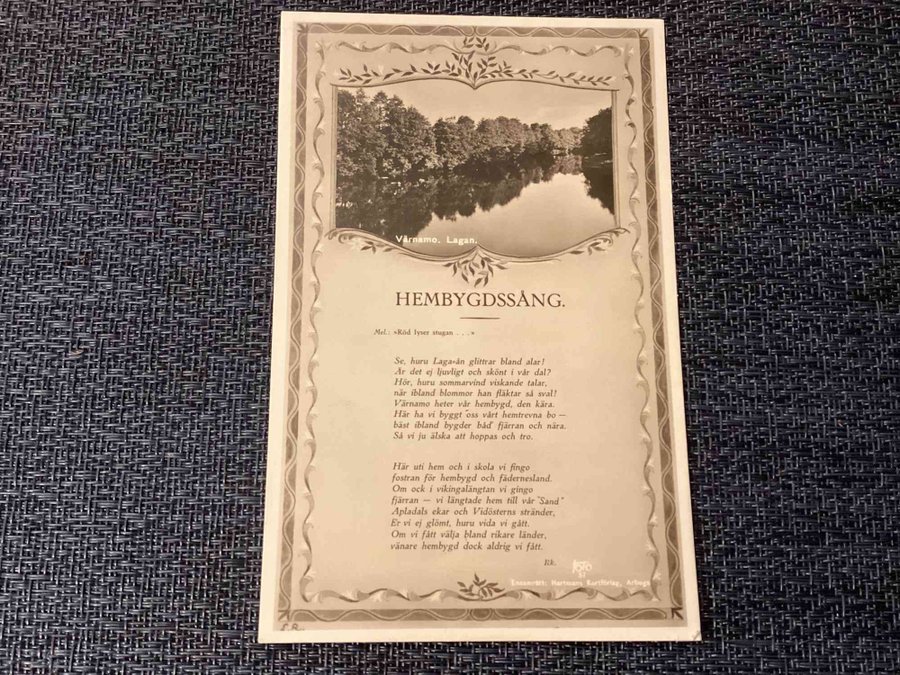 Värnamo. Lagan.
HEMBYGDSSÅNG.
Mel.: »Röd lyser stugan . . .»
Se, huru Laga-ån glittrar bland alar!
Är det ej ljuvligt och skönt i vår dal?
Hör, huru sommarvind viskande talar,
när ibland blommor han fläktar så sval!
Värnamo heter vår hembygd, den kära.
Här ha vi byggt oss vårt hemtrevna bo —
bäst ibland bygder båd' fjärran och nära.
Så vi ju älska att hoppas och tro.
Här uti hem och i skola vi fingo
fostran för hembygd och fädernesland.
Om ock i vikingalängtan vi gingo
fjärran — vi längtade hem till vår "Sand"
Apladals ekar och Vidösterns stränder,
Er vi ej glömt, huru vida vi gått.
Om vi fått välja bland rikare länder,
vänare hembygd dock aldrig vi fått.
Rk.
FOTO
57
Ensamrätt: Hartmans Kortförlag, Arboga